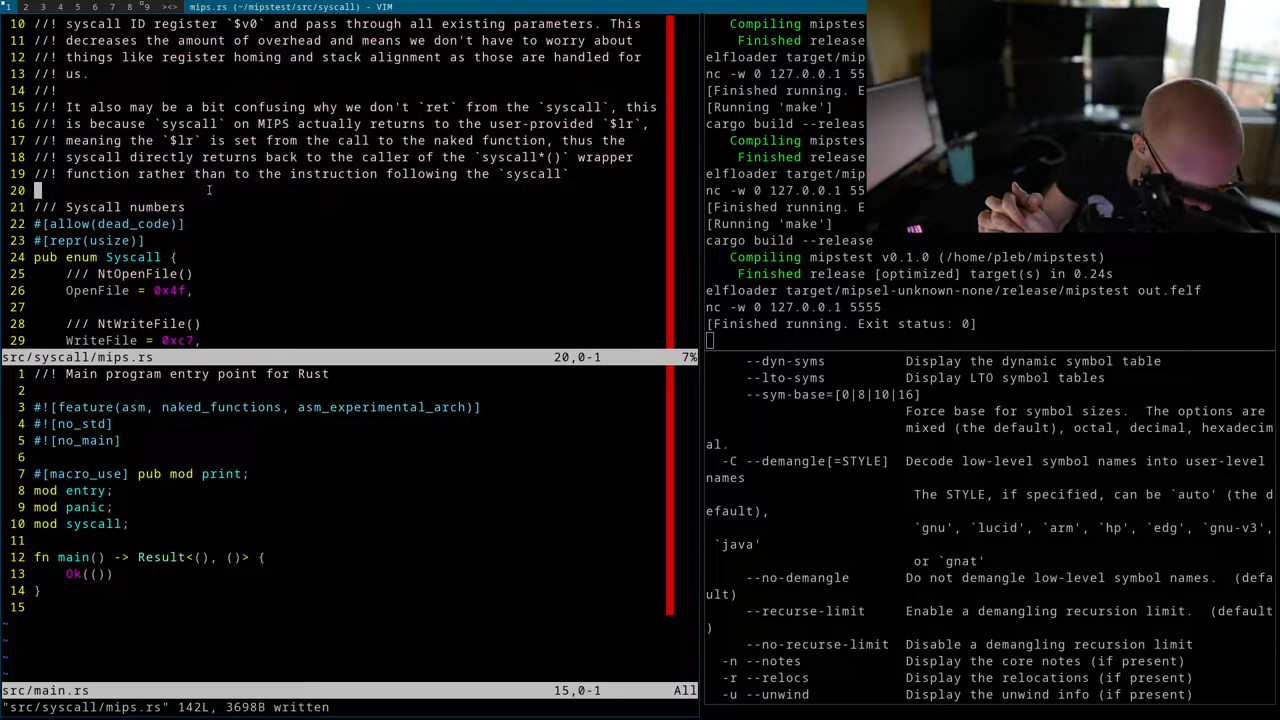 1 2 3 4 5 6 7 8 9 ><> mips.rs (~/mipstest/src/syscall) - VIM
10 //! syscall ID register `$v0` and pass through all existing parameters. This
11 //! decreases the amount of overhead and means we don't have to worry about
12 //! things like register homing and stack alignment as those are handled for
13 //! us.
14 //!
15 //! It also may be a bit confusing why we don't `ret` from the `syscall`, this
16 //! is because `syscall` on MIPS actually returns to the user-provided `$lr`,
17 //! meaning the `$lr` is set from the call to the naked function, thus the
18 //! syscall directly returns back to the caller of the `syscall*()` wrapper
19 //! function rather than to the instruction following the `syscall`
20
21 /// Syscall numbers
22 #[allow(dead_code)]
23 #[repr(usize)]
24 pub enum Syscall {
25     /// NtOpenFile()
26     OpenFile = 0x4f,
27
28     /// NtWriteFile()
29     WriteFile = 0xc7,
src/syscall/mips.rs 20,0-1 7%
1 //! Main program entry point for Rust
2
3 #![feature(asm, naked_functions, asm_experimental_arch)]
4 #![no_std]
5 #![no_main]
6
7 #[macro_use] pub mod print;
8 mod entry;
9 mod panic;
10 mod syscall;
11
12 fn main() -> Result<(), ()> {
13     Ok(())
14 }
15
~
~
~
~
src/main.rs 15,0-1 All
"src/syscall/mips.rs" 142L, 3698B written
Compiling mipstest
Finished release
elfloader target/mip
nc -w 0 127.0.0.1 55
[Finished running. E
[Running 'make']
cargo build --releas
Compiling mipstest
Finished release
elfloader target/mip
nc -w 0 127.0.0.1 55
[Finished running. E
[Running 'make']
cargo build --release
Compiling mipstest v0.1.0 (/home/pleb/mipstest)
Finished release [optimized] target(s) in 0.24s
elfloader target/mipsel-unknown-none/release/mipstest out.felf
nc -w 0 127.0.0.1 5555
[Finished running. Exit status: 0]
--dyn-syms Display the dynamic symbol table
--lto-syms Display LTO symbol tables
--sym-base=[0|8|10|16]
Force base for symbol sizes.  The options are
mixed (the default), octal, decimal, hexadecim
al.
-C --demangle[=STYLE] Decode low-level symbol names into user-level
names
The STYLE, if specified, can be `auto' (the d
efault),
`gnu', `lucid', `arm', `hp', `edg', `gnu-v3',
`java'
or `gnat'
--no-demangle Do not demangle low-level symbol names.  (defa
ult)
--recurse-limit Enable a demangling recursion limit.  (default
)
--no-recurse-limit Disable a demangling recursion limit
-n --notes Display the core notes (if present)
-r --relocs Display the relocations (if present)
-u --unwind Display the unwind info (if present)